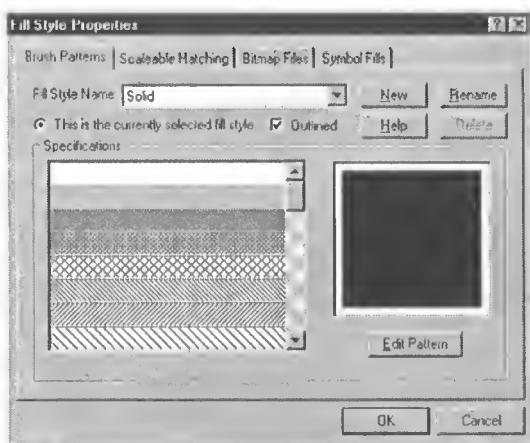 Fill Style Properties
Brush Patterns Scaleable Hatching Bitmap Files Symbol Fills
Fill Style Name: Solid New Rename
This is the currently selected fill style Outlined Help Delete
Specifications
Edit Pattern
OK Cancel